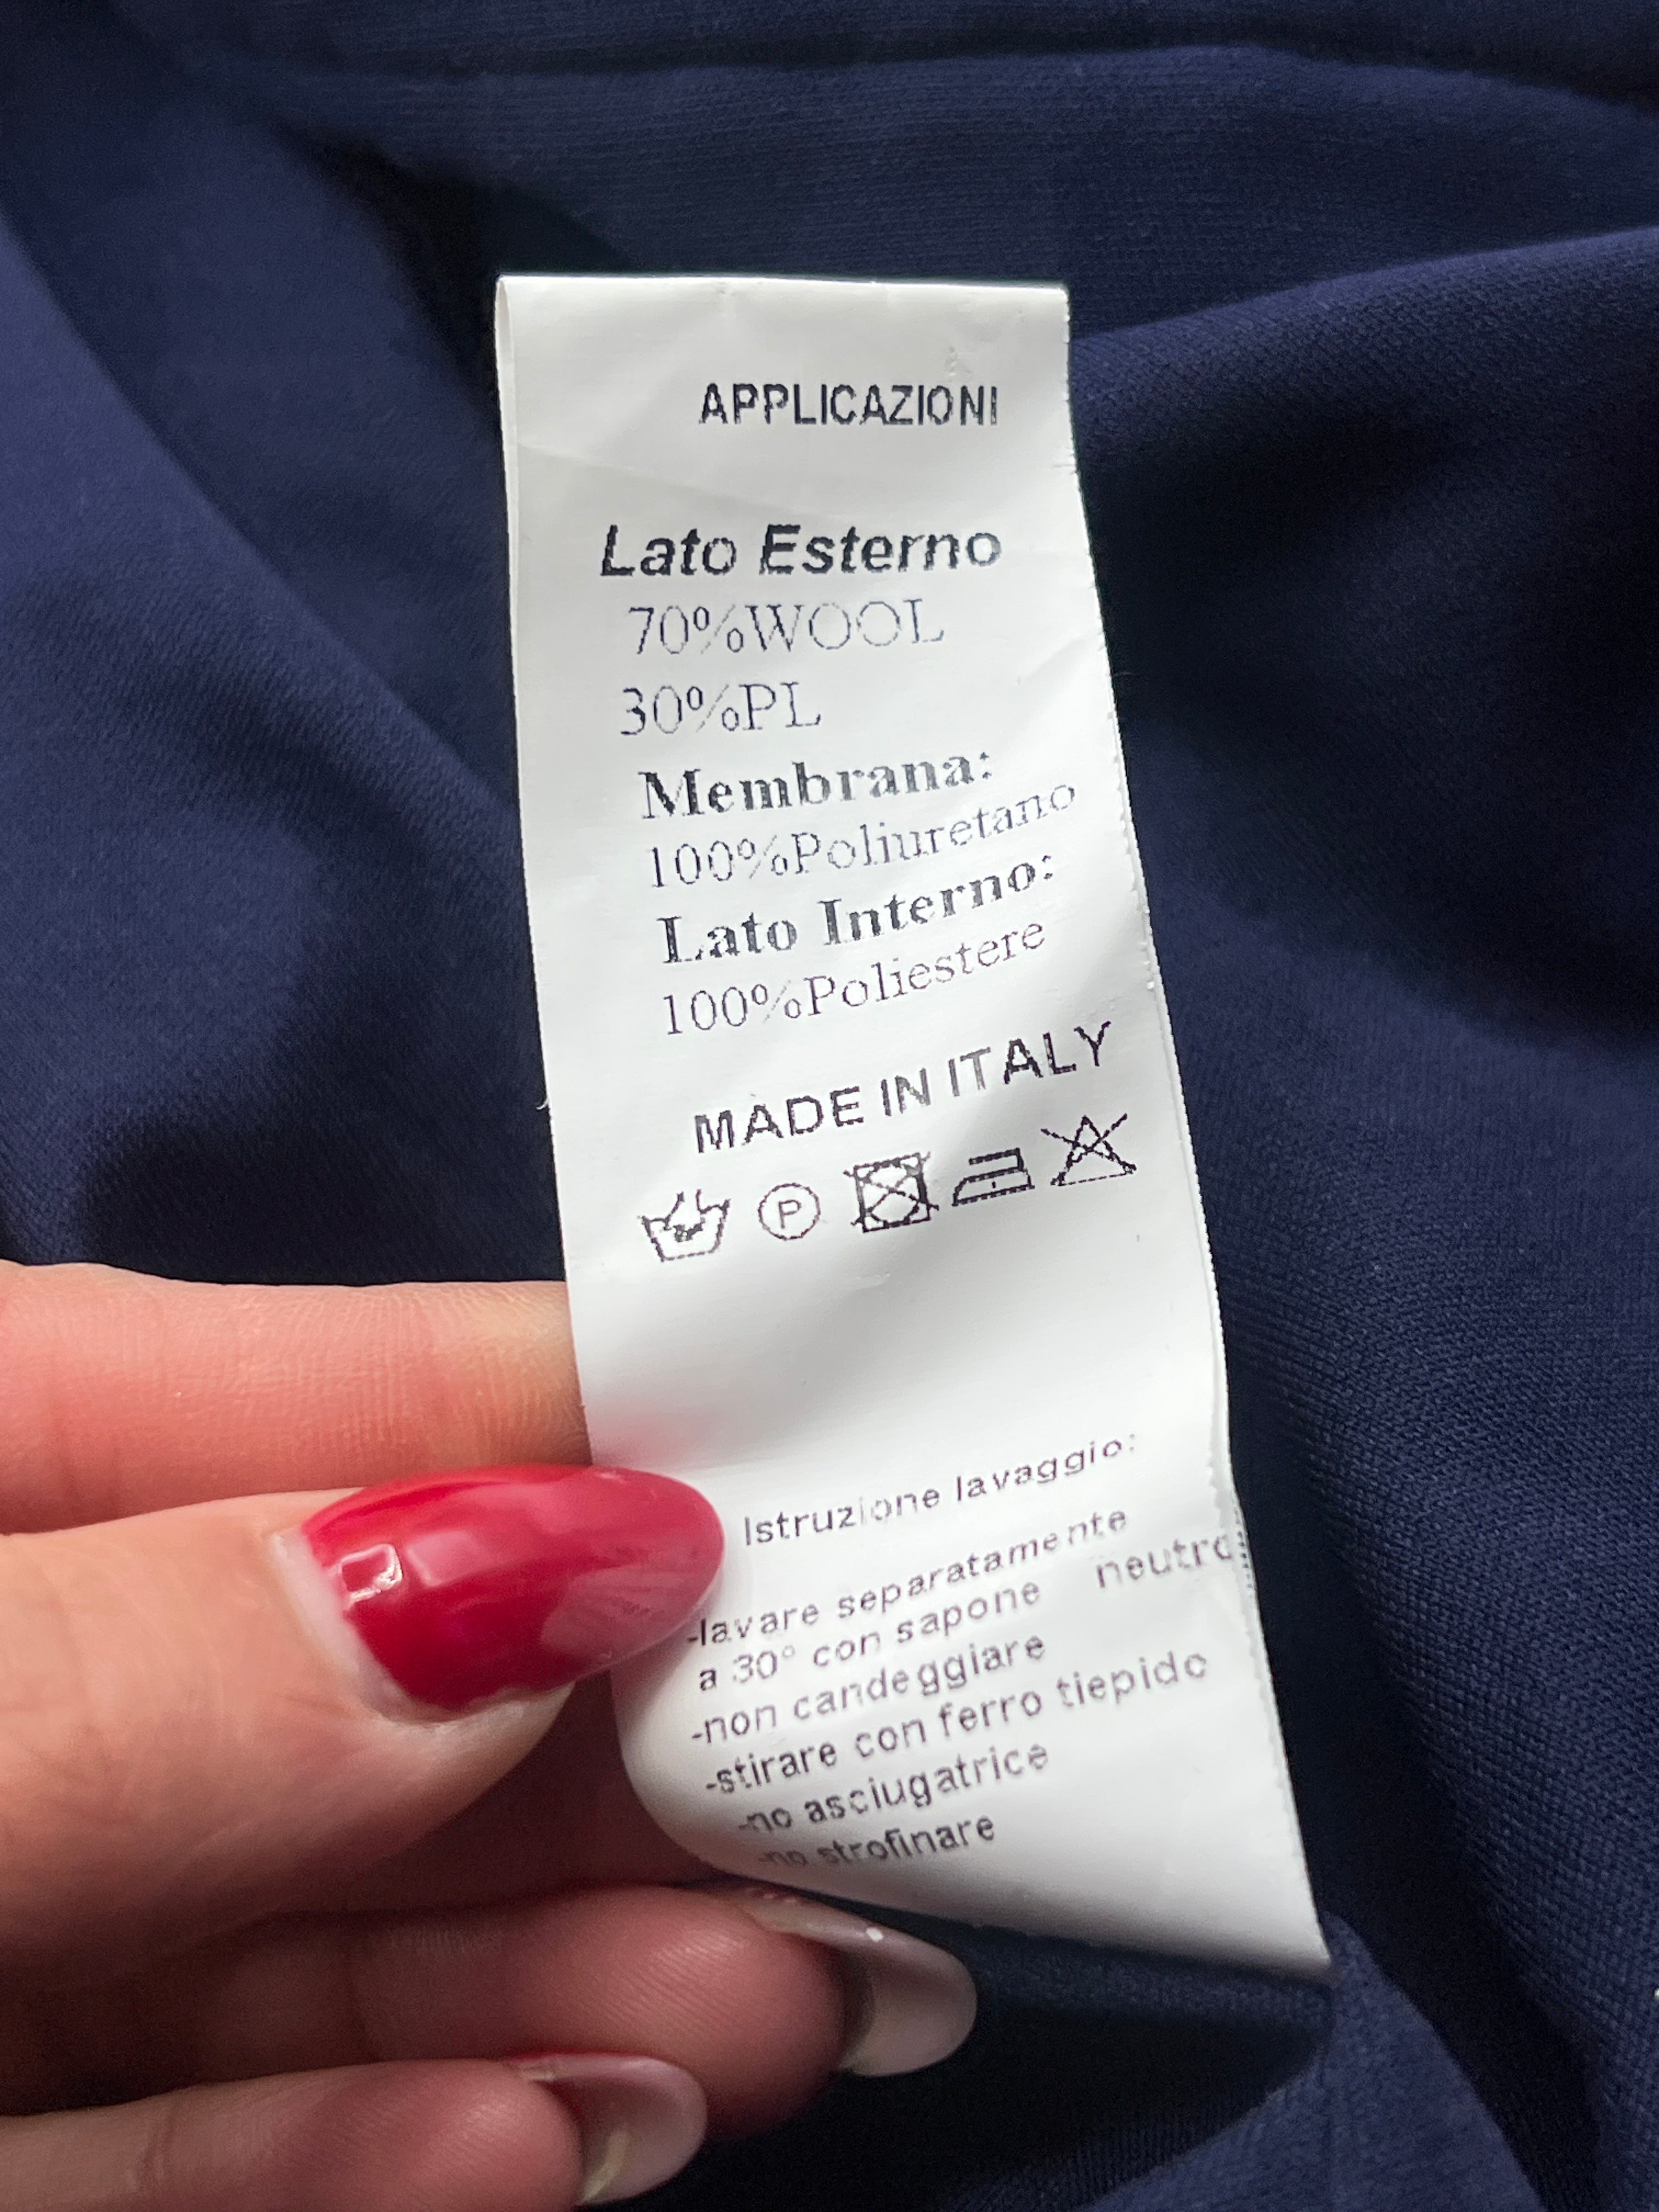 APPLICAZIONI
Lato Esterno
70%WOOL
30%PL
Membrana:
100%Poliuretano
Lato Interno:
100%Poliestere
MADE IN ITALY
P
Istruzione lavaggio:
-lavare separatamente
a 30° con sapone neutro
-non candeggiare
-stirare con ferro tiepido
-no asciugatrice
-no strofinare